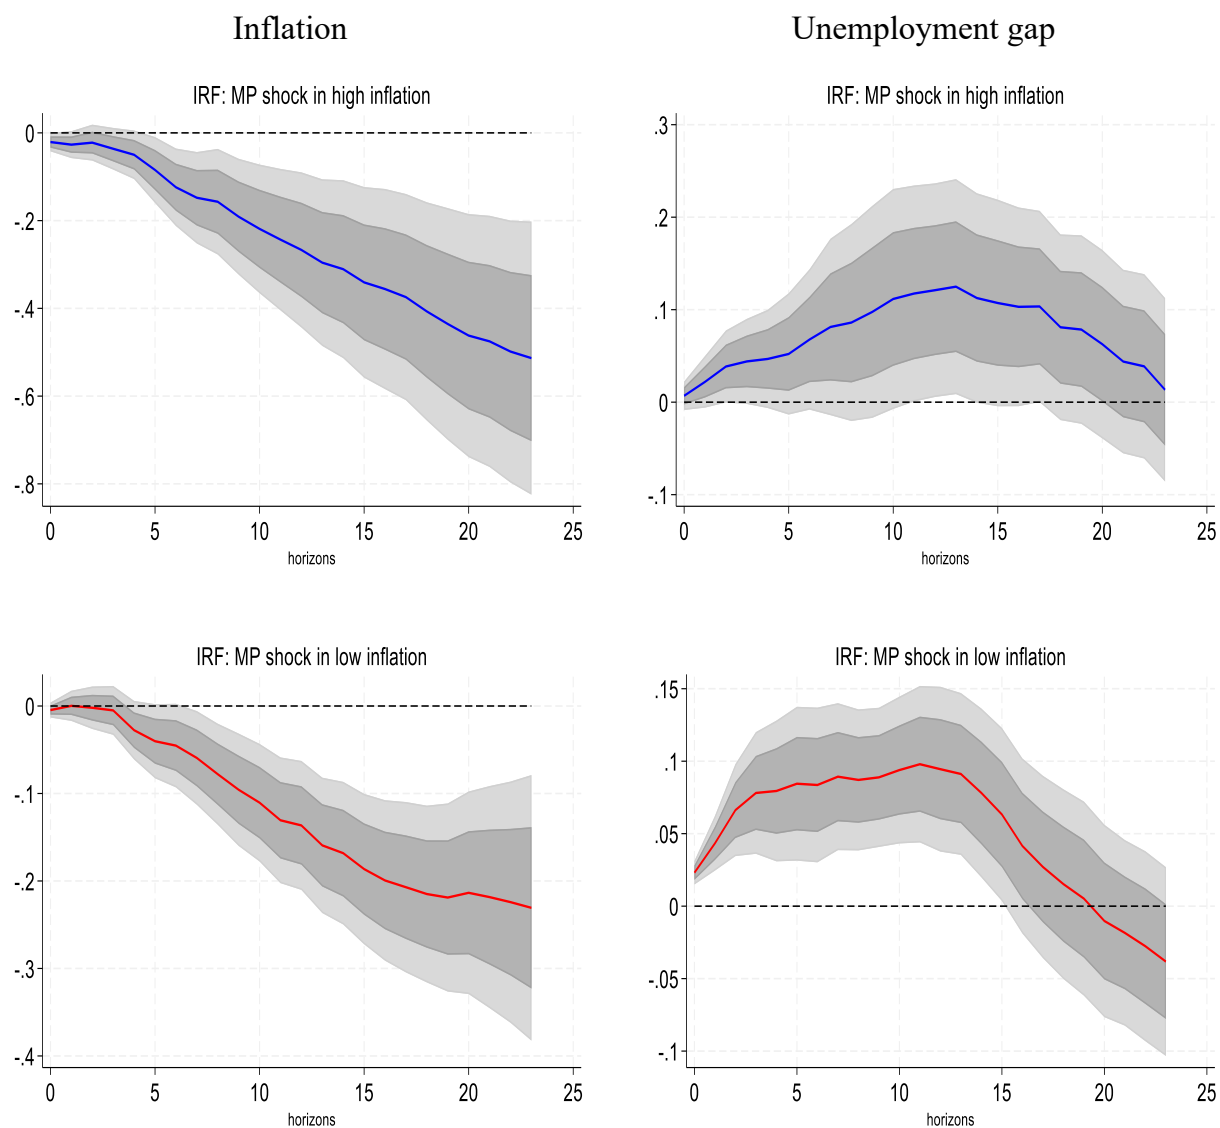 Inflation
Unemployment gap
IRF: MP shock in high inflation
0
-.2
-.4
-.6
-.8
0 5 10 15 20 25
horizons
IRF: MP shock in high inflation
.3
.2
.1
0
-.1
0 5 10 15 20 25
horizons
IRF: MP shock in low inflation
0
-.1
-.2
-.3
-.4
0 5 10 15 20 25
horizons
IRF: MP shock in low inflation
.15
.1
.05
0
-.05
-.1
0 5 10 15 20 25
horizons